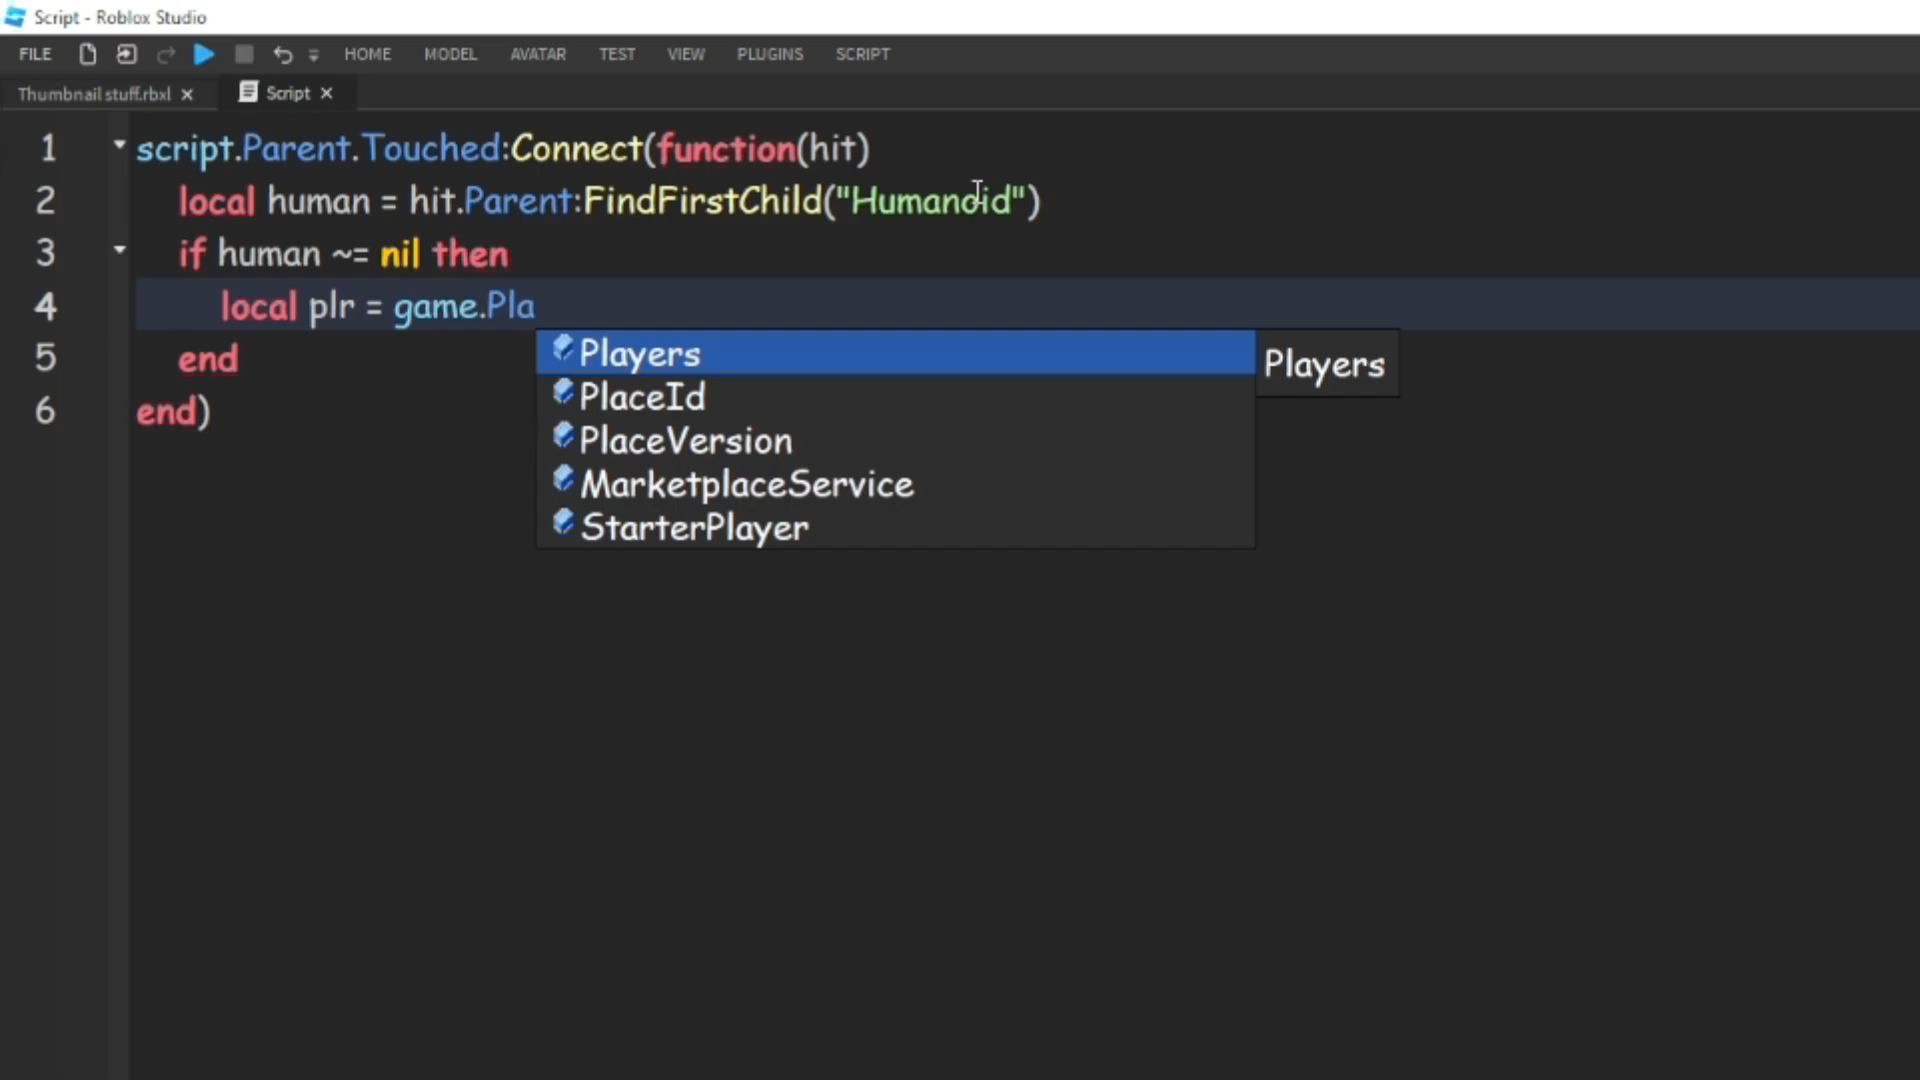 Script - Roblox Studio
FILE HOME MODEL AVATAR TEST VIEW PLUGINS SCRIPT
Thumbnail stuff.rbxl × Script ×
1 script.Parent.Touched:Connect(function(hit)
2 local human = hit.Parent:FindFirstChild("Humanoid")
3 if human ~= nil then
4 local plr = game.Pla
Players Players
PlaceId
PlaceVersion
MarketplaceService
StarterPlayer
5 end
6 end)